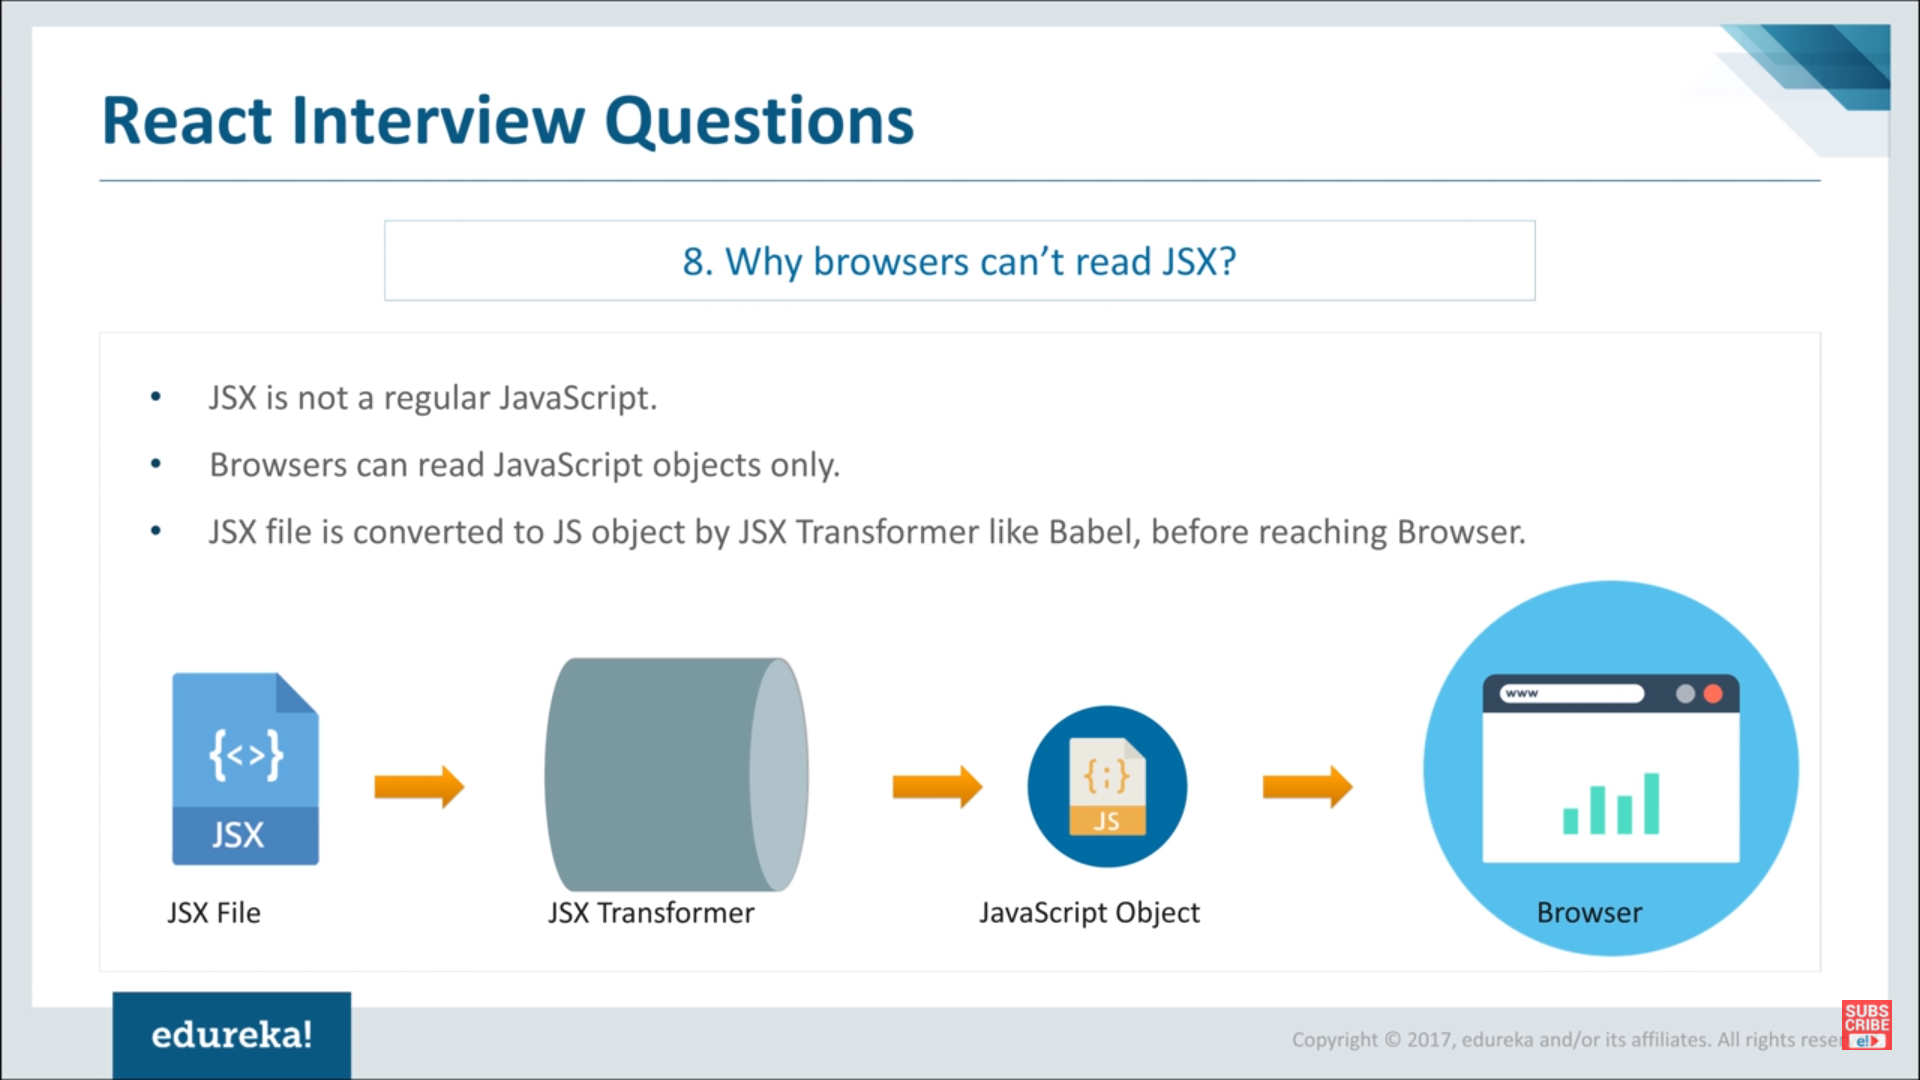 React Interview Questions
8. Why browsers can’t read JSX?
• JSX is not a regular JavaScript.
• Browsers can read JavaScript objects only.
• JSX file is converted to JS object by JSX Transformer like Babel, before reaching Browser.
{<>}
JSX
{;}
JS
www
JSX File
JSX Transformer
JavaScript Object
Browser
edureka!
Copyright © 2017, edureka and/or its affiliates. All rights rese
SUBS
CRIBE
e!